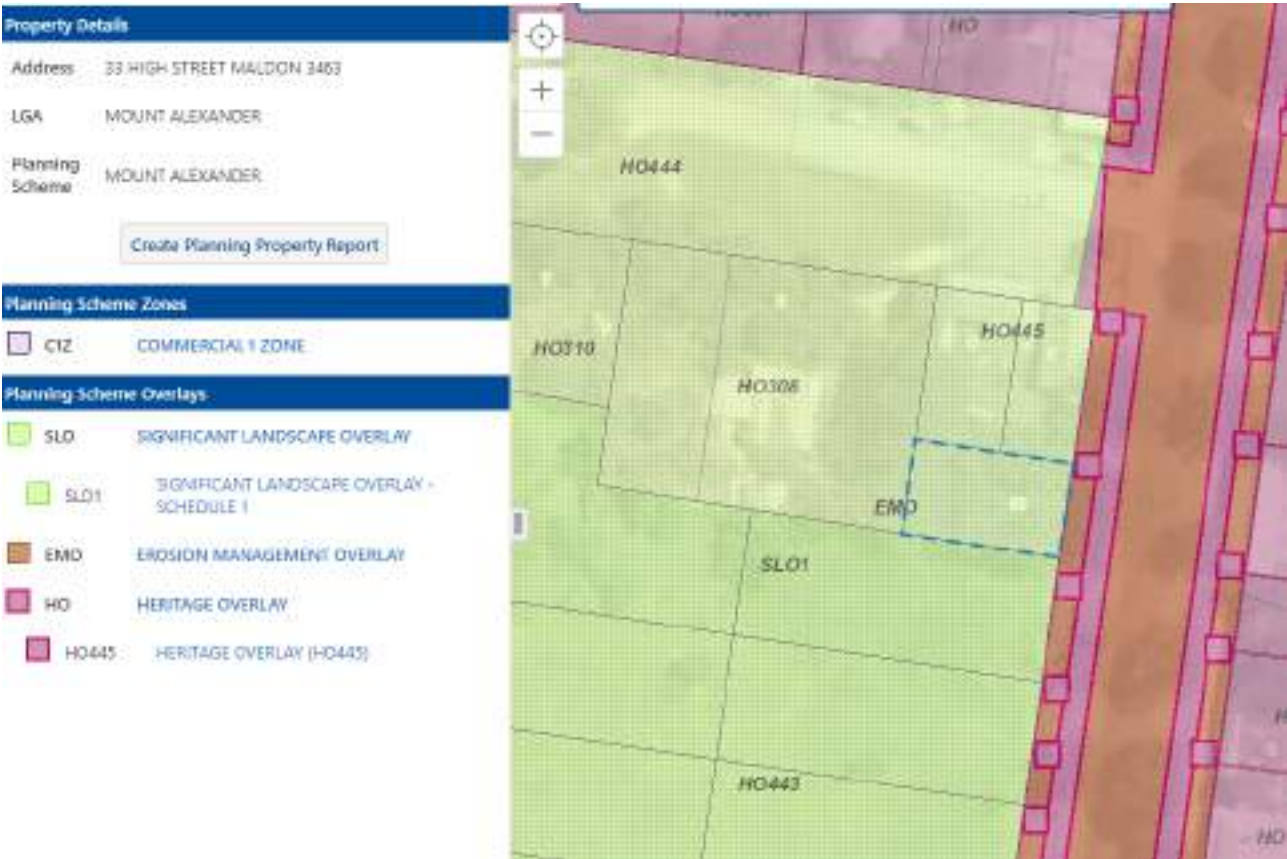 Property Details
Address 33 HIGH STREET MALDON 3463
LGA MOUNT ALEXANDER
Planning
Scheme MOUNT ALEXANDER
Create Planning Property Report
Planning Scheme Zones
C1Z COMMERCIAL 1 ZONE
Planning Scheme Overlays
SLO SIGNIFICANT LANDSCAPE OVERLAY
SLO1 SIGNIFICANT LANDSCAPE OVERLAY -
SCHEDULE 1
EMO EROSION MANAGEMENT OVERLAY
HO HERITAGE OVERLAY
HO445 HERITAGE OVERLAY (HO445)
+
−
HO
HO444
HO445
HO310
HO308
EMO
SLO1
HO443
HO